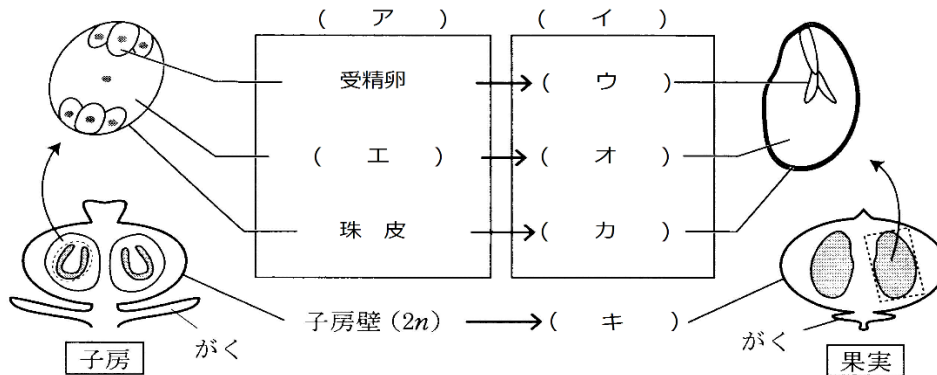 ( ア ) ( イ )
受精卵 ( ウ )
( エ ) ( オ )
珠皮 ( カ )
子房壁 (2n) ( キ )
がく がく
子房 果実